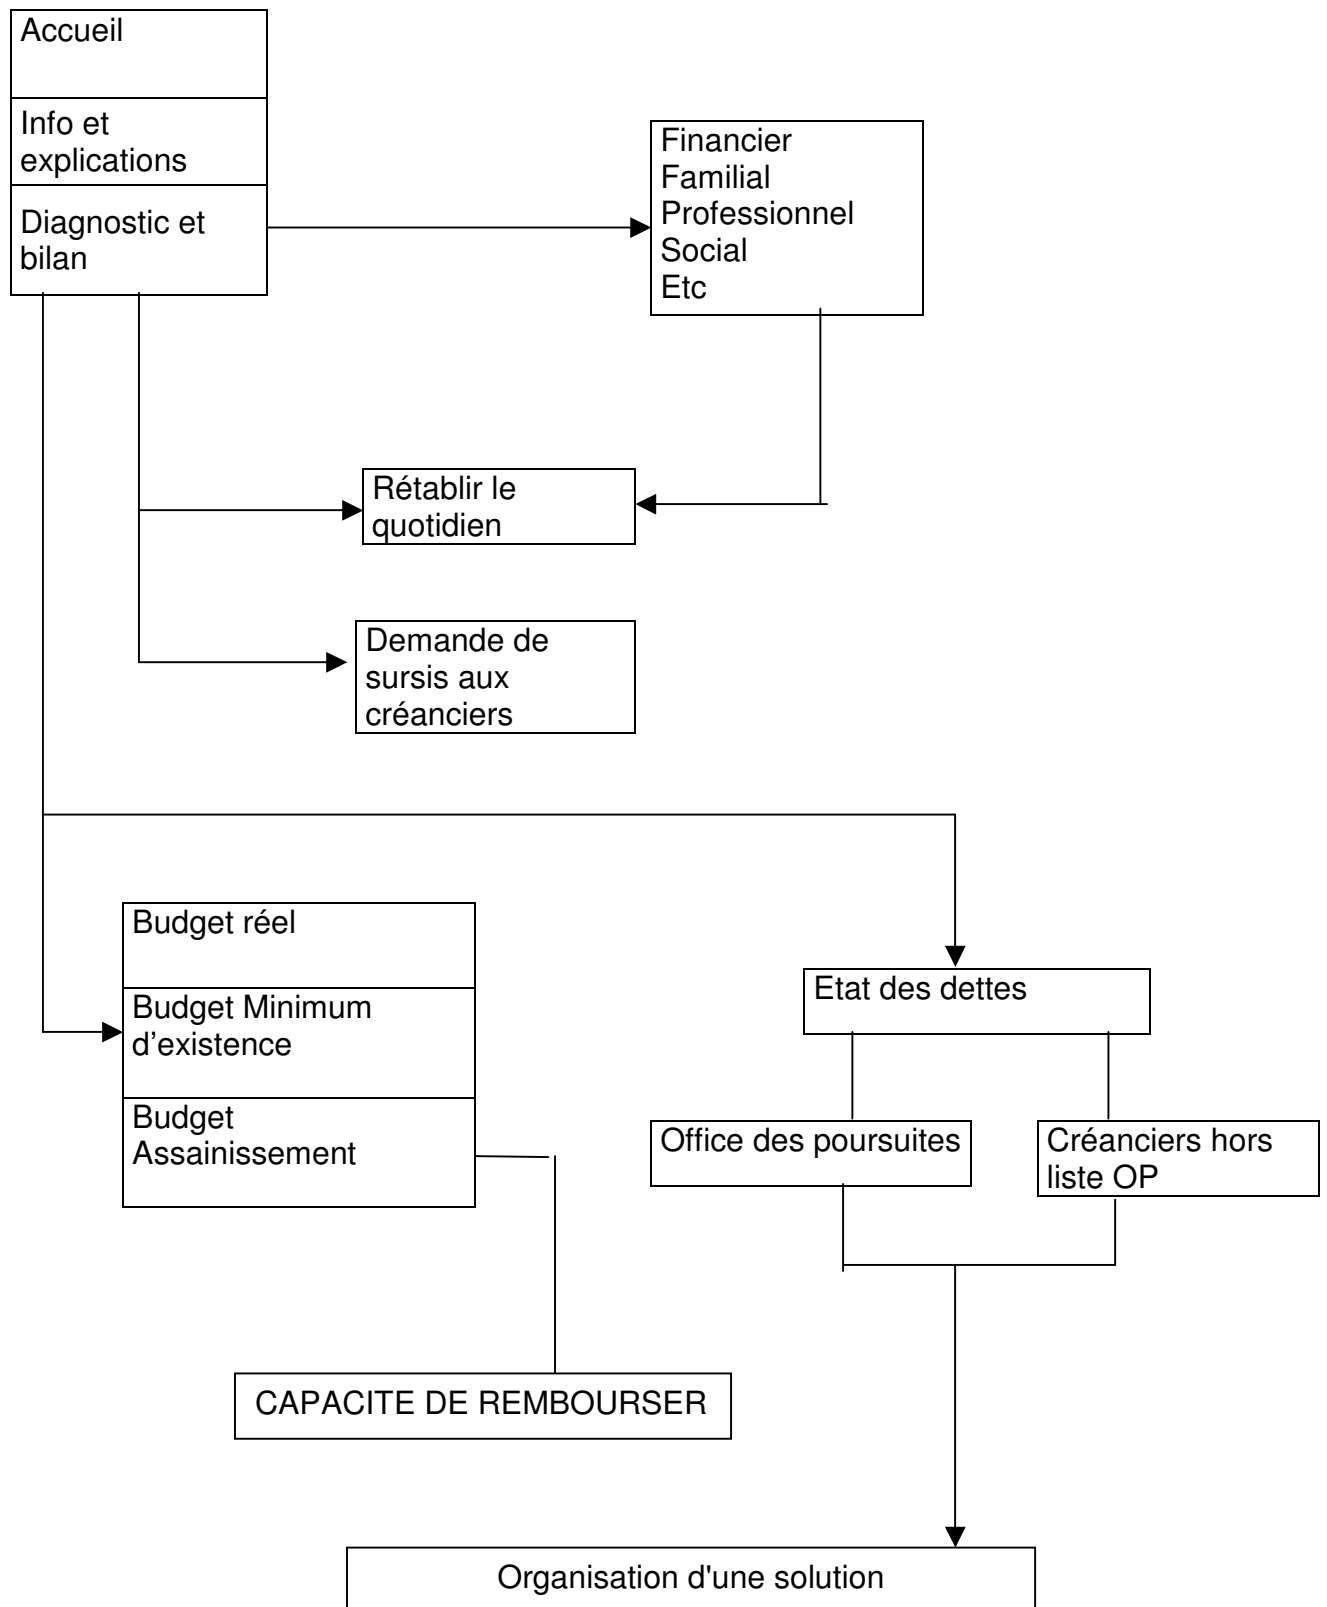 Accueil
Info et
explications
Diagnostic et
bilan
Financier
Familial
Professionnel
Social
Etc
Rétablir le
quotidien
Demande de
sursis aux
créanciers
Budget réel
Budget Minimum
d’existence
Budget
Assainissement
Etat des dettes
Office des poursuites
Créanciers hors
liste OP
CAPACITE DE REMBOURSER
Organisation d'une solution